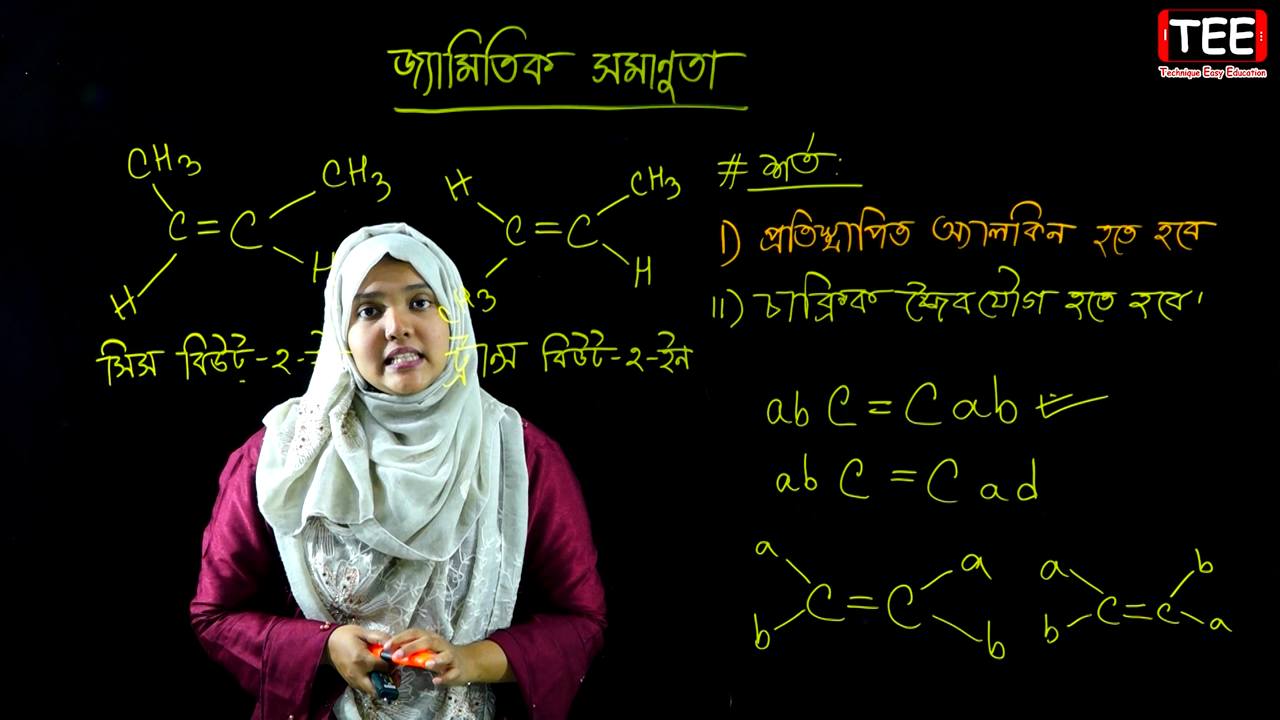 TEE
Technique Easy Education
জ্যামিতিক সমানুতা
CH3 CH3
C = C
H H
H CH3
C = C
H3 H
সিস বিউট-২-
ট্রান্স বিউট-২-ইন
# শর্ত:
I) প্রতিস্থাপিত অ্যালকিন হতে হবে
II) চাক্রিক জৈব যৌগ হতে হবে।
ab C = C ab
ab C = C ad
a a
C = C
b b
a b
C = C
b a